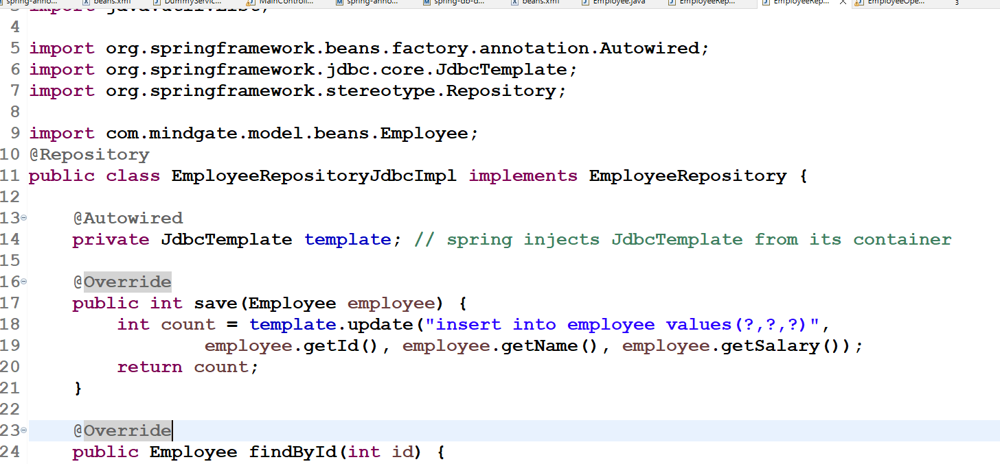 spring-anno... beans.xml DummyServic... MainControll... spring-anno... spring-db-d... beans.xml Employee.java EmployeeRep... EmployeeRep... EmployeeOpe... 3
3 import java.util.List;
4
5 import org.springframework.beans.factory.annotation.Autowired;
6 import org.springframework.jdbc.core.JdbcTemplate;
7 import org.springframework.stereotype.Repository;
8
9 import com.mindgate.model.beans.Employee;
10 @Repository
11 public class EmployeeRepositoryJdbcImpl implements EmployeeRepository {
12
13 @Autowired
14 private JdbcTemplate template; // spring injects JdbcTemplate from its container
15
16 @Override
17 public int save(Employee employee) {
18 int count = template.update("insert into employee values(?,?,?)",
19 employee.getId(), employee.getName(), employee.getSalary());
20 return count;
21 }
22
23 @Override
24 public Employee findById(int id) {